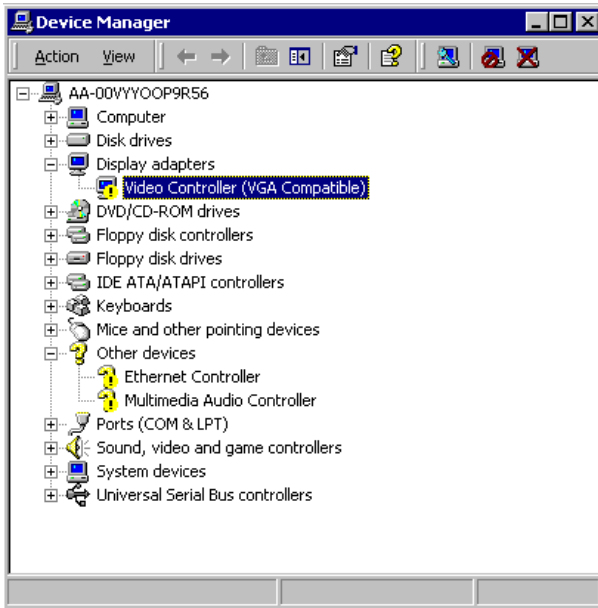 Device Manager
Action View
AA-00VYYOOP9R56
Computer
Disk drives
Display adapters
Video Controller (VGA Compatible)
DVD/CD-ROM drives
Floppy disk controllers
Floppy disk drives
IDE ATA/ATAPI controllers
Keyboards
Mice and other pointing devices
Other devices
Ethernet Controller
Multimedia Audio Controller
Ports (COM & LPT)
Sound, video and game controllers
System devices
Universal Serial Bus controllers